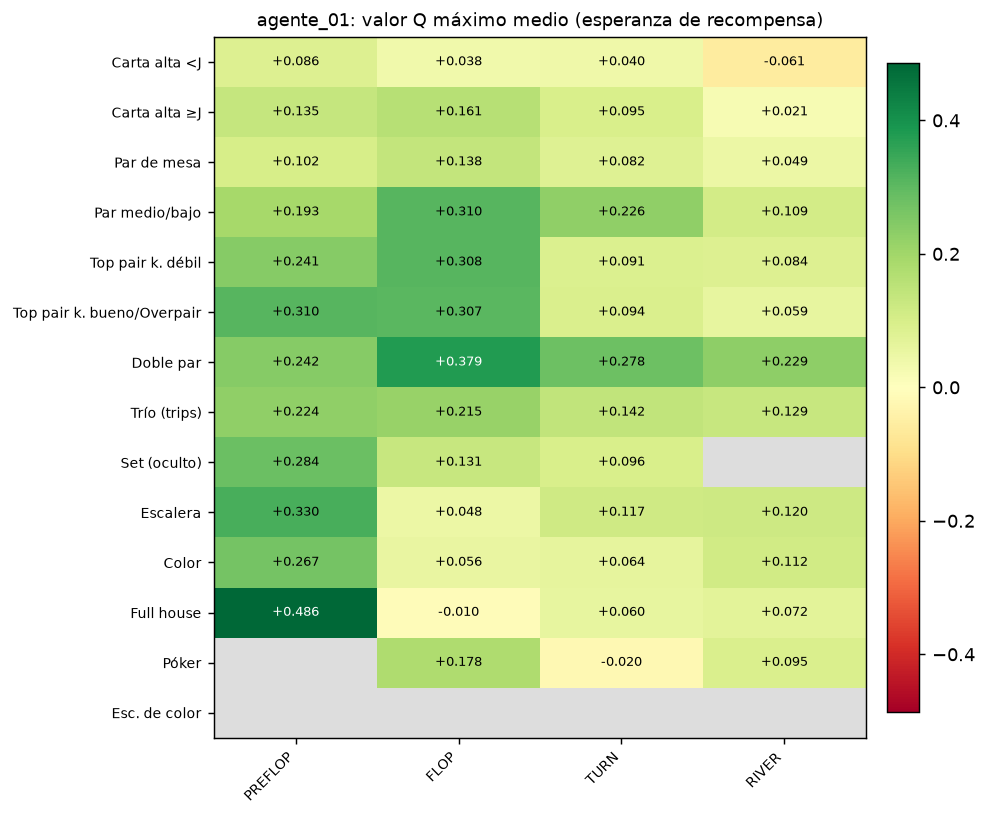 agente_01: valor Q máximo medio (esperanza de recompensa)
Carta alta <J +0.086 +0.038 +0.040 -0.061
Carta alta ≥J +0.135 +0.161 +0.095 +0.021
Par de mesa +0.102 +0.138 +0.082 +0.049
Par medio/bajo +0.193 +0.310 +0.226 +0.109
Top pair k. débil +0.241 +0.308 +0.091 +0.084
Top pair k. bueno/Overpair +0.310 +0.307 +0.094 +0.059
Doble par +0.242 +0.379 +0.278 +0.229
Trío (trips) +0.224 +0.215 +0.142 +0.129
Set (oculto) +0.284 +0.131 +0.096
Escalera +0.330 +0.048 +0.117 +0.120
Color +0.267 +0.056 +0.064 +0.112
Full house +0.486 -0.010 +0.060 +0.072
Póker +0.178 -0.020 +0.095
Esc. de color
PREFLOP FLOP TURN RIVER
0.4
0.2
0.0
−0.2
−0.4